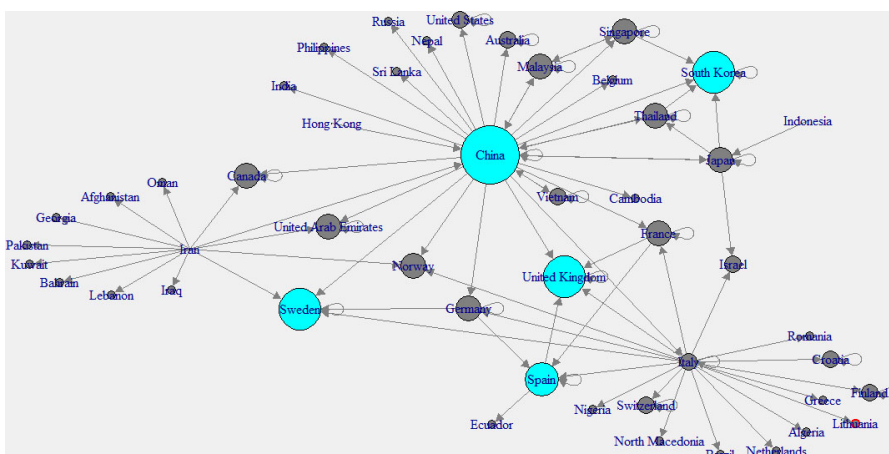 Russia
United States
Nepal
Australia
Singapore
Philippines
Malaysia
Sri Lanka
Belgium
South Korea
India
Thailand
Hong Kong
Indonesia
China
Japan
Canada
Oman
Afghanistan
Vietnam
Cambodia
Georgia
United Arab Emirates
France
Pakistan
Iran
Kuwait
Norway
Israel
United Kingdom
Bahrain
Iraq
Lebanon
Sweden
Germany
Romania
Italy
Croatia
Spain
Finland
Greece
Nigeria
Switzerland
Ecuador
Lithuania
Algeria
North Macedonia
Netherlands